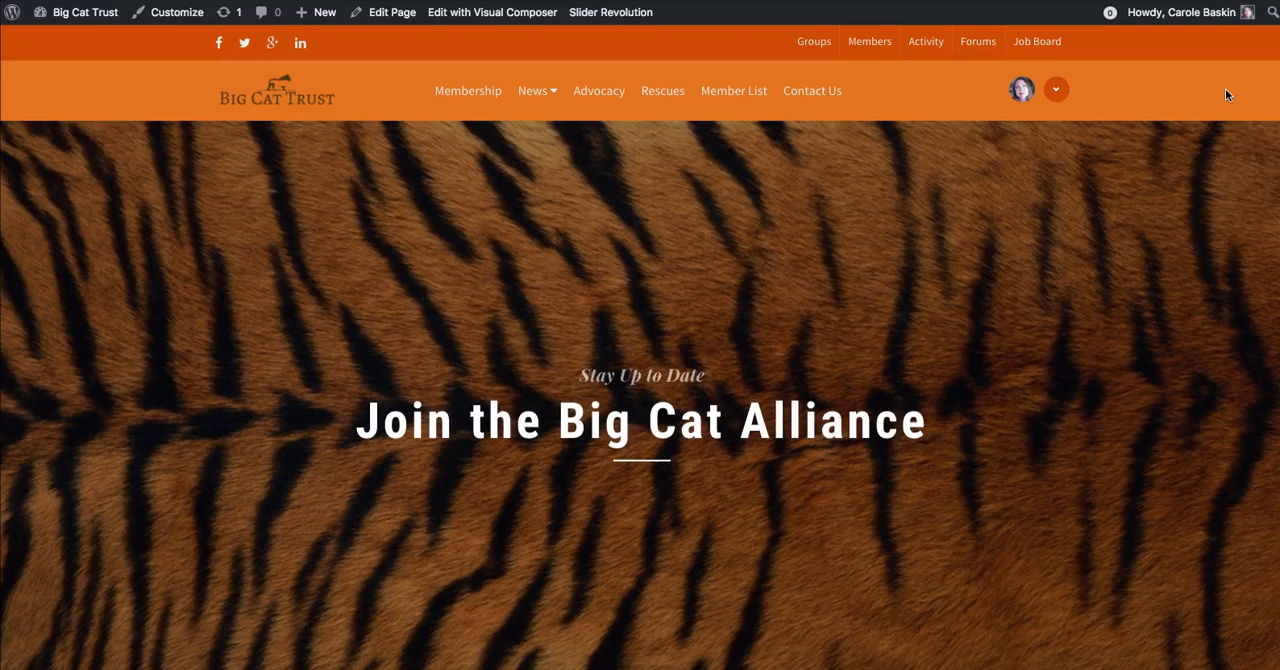 Big Cat Trust Customize 1 0 New Edit Page Edit with Visual Composer Slider Revolution 0 Howdy, Carole Baskin
Groups Members Activity Forums Job Board
BIG CAT TRUST Membership News Advocacy Rescues Member List Contact Us
Stay Up to Date
Join the Big Cat Alliance